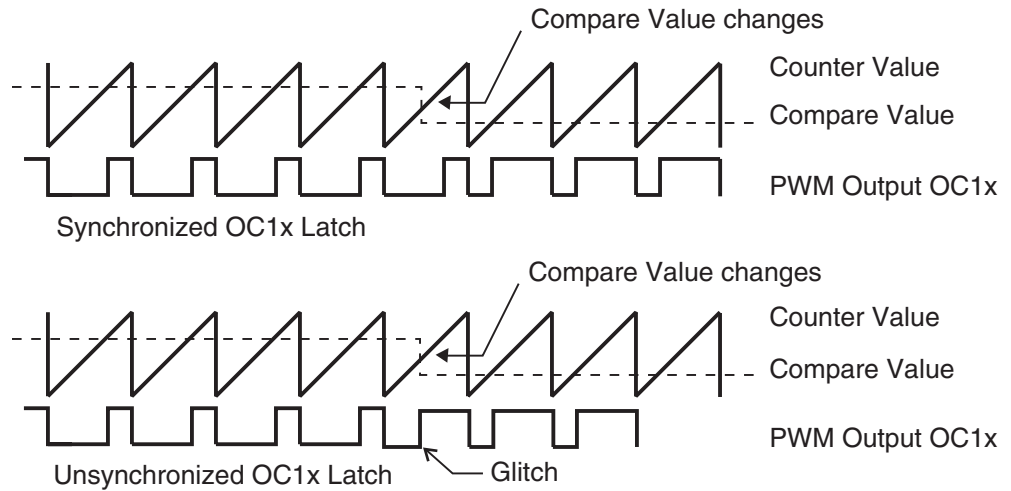 Compare Value changes
Counter Value
Compare Value
PWM Output OC1x
Synchronized OC1x Latch
Compare Value changes
Counter Value
Compare Value
PWM Output OC1x
Unsynchronized OC1x Latch
Glitch